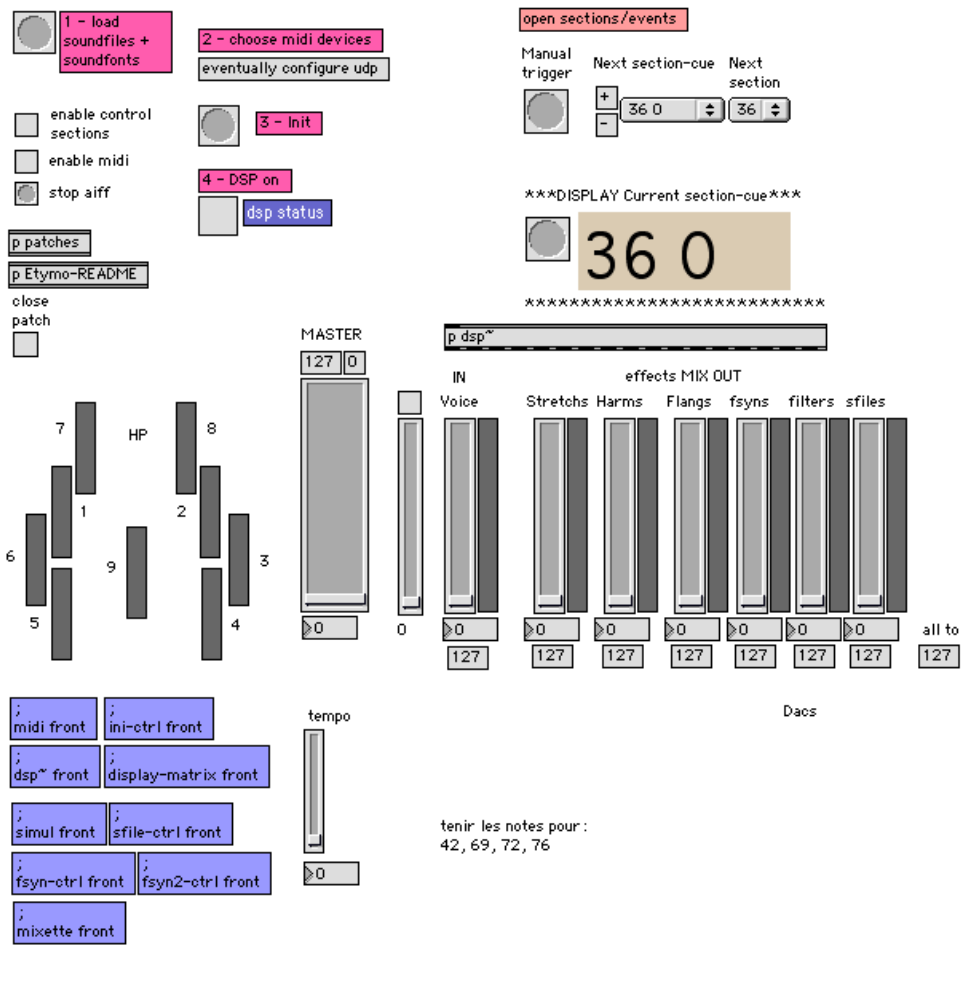 1 - load
soundfiles +
soundfonts
2 - choose midi devices
eventually configure udp
open sections/events
Manual
trigger
Next section-cue
Next
section
+
-
36 0
36
enable control
sections
3 - Init
enable midi
stop aiff
4 - DSP on
dsp status
***DISPLAY Current section-cue***
36 0
***************************
p patches
p Etymo-README
close
patch
MASTER
127
0
p dsp~
IN
effects MIX OUT
Voice
Stretchs
Harms
Flangs
fsyns
filters
sfiles
7
HP
8
1
2
6
9
3
5
4
0
0
0
0
0
0
0
0
0
all to
127
127
127
127
127
127
127
127
;
midi front
;
ini-ctrl front
;
dsp~ front
;
display-matrix front
;
simul front
;
sfile-ctrl front
;
fsyn-ctrl front
;
fsyn2-ctrl front
;
mixette front
tempo
0
Dacs
tenir les notes pour :
42, 69, 72, 76